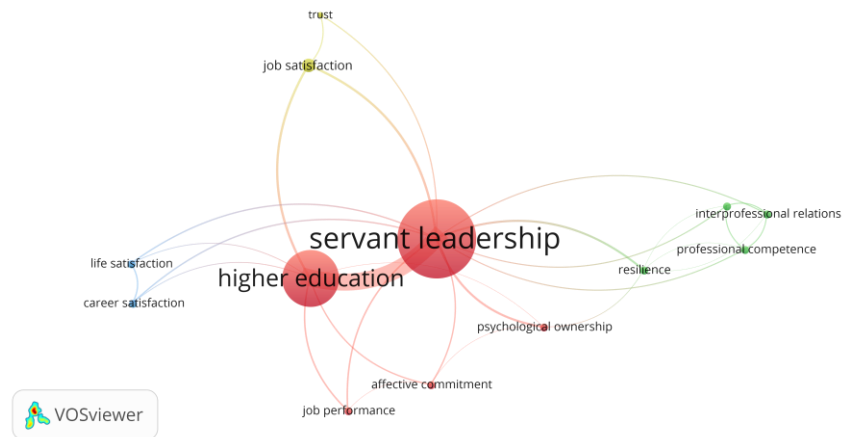 trust
job satisfaction
interprofessional relations
servant leadership
professional competence
life satisfaction
resilience
higher education
career satisfaction
psychological ownership
affective commitment
job performance
VOSviewer